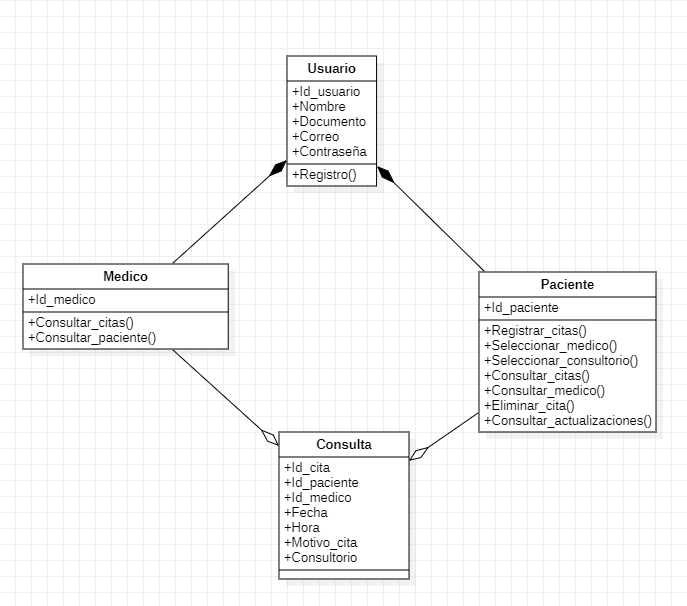 Usuario
+Id_usuario
+Nombre
+Documento
+Correo
+Contraseña
+Registro()
Medico
+Id_medico
+Consultar_citas()
+Consultar_paciente()
Paciente
+Id_paciente
+Registrar_citas()
+Seleccionar_medico()
+Seleccionar_consultorio()
+Consultar_citas()
+Consultar_medico()
+Eliminar_cita()
+Consultar_actualizaciones()
Consulta
+Id_cita
+Id_paciente
+Id_medico
+Fecha
+Hora
+Motivo_cita
+Consultorio